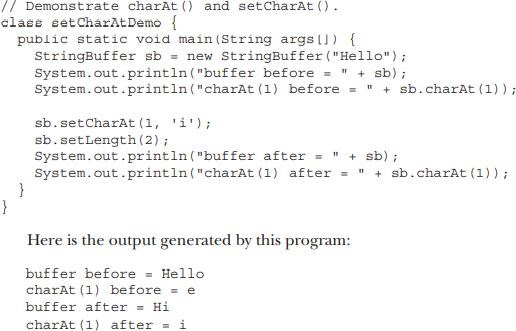 // Demonstrate charAt() and setCharAt().
class setCharAtDemo {
public static void main(String args[]) {
StringBuffer sb = new StringBuffer("Hello");
System.out.println("buffer before = " + sb);
System.out.println("charAt(1) before = " + sb.charAt(1));
sb.setCharAt(1, 'i');
sb.setLength(2);
System.out.println("buffer after = " + sb);
System.out.println("charAt(1) after = " + sb.charAt(1));
}
}
Here is the output generated by this program:
buffer before = Hello
charAt(1) before = e
buffer after = Hi
charAt(1) after = i